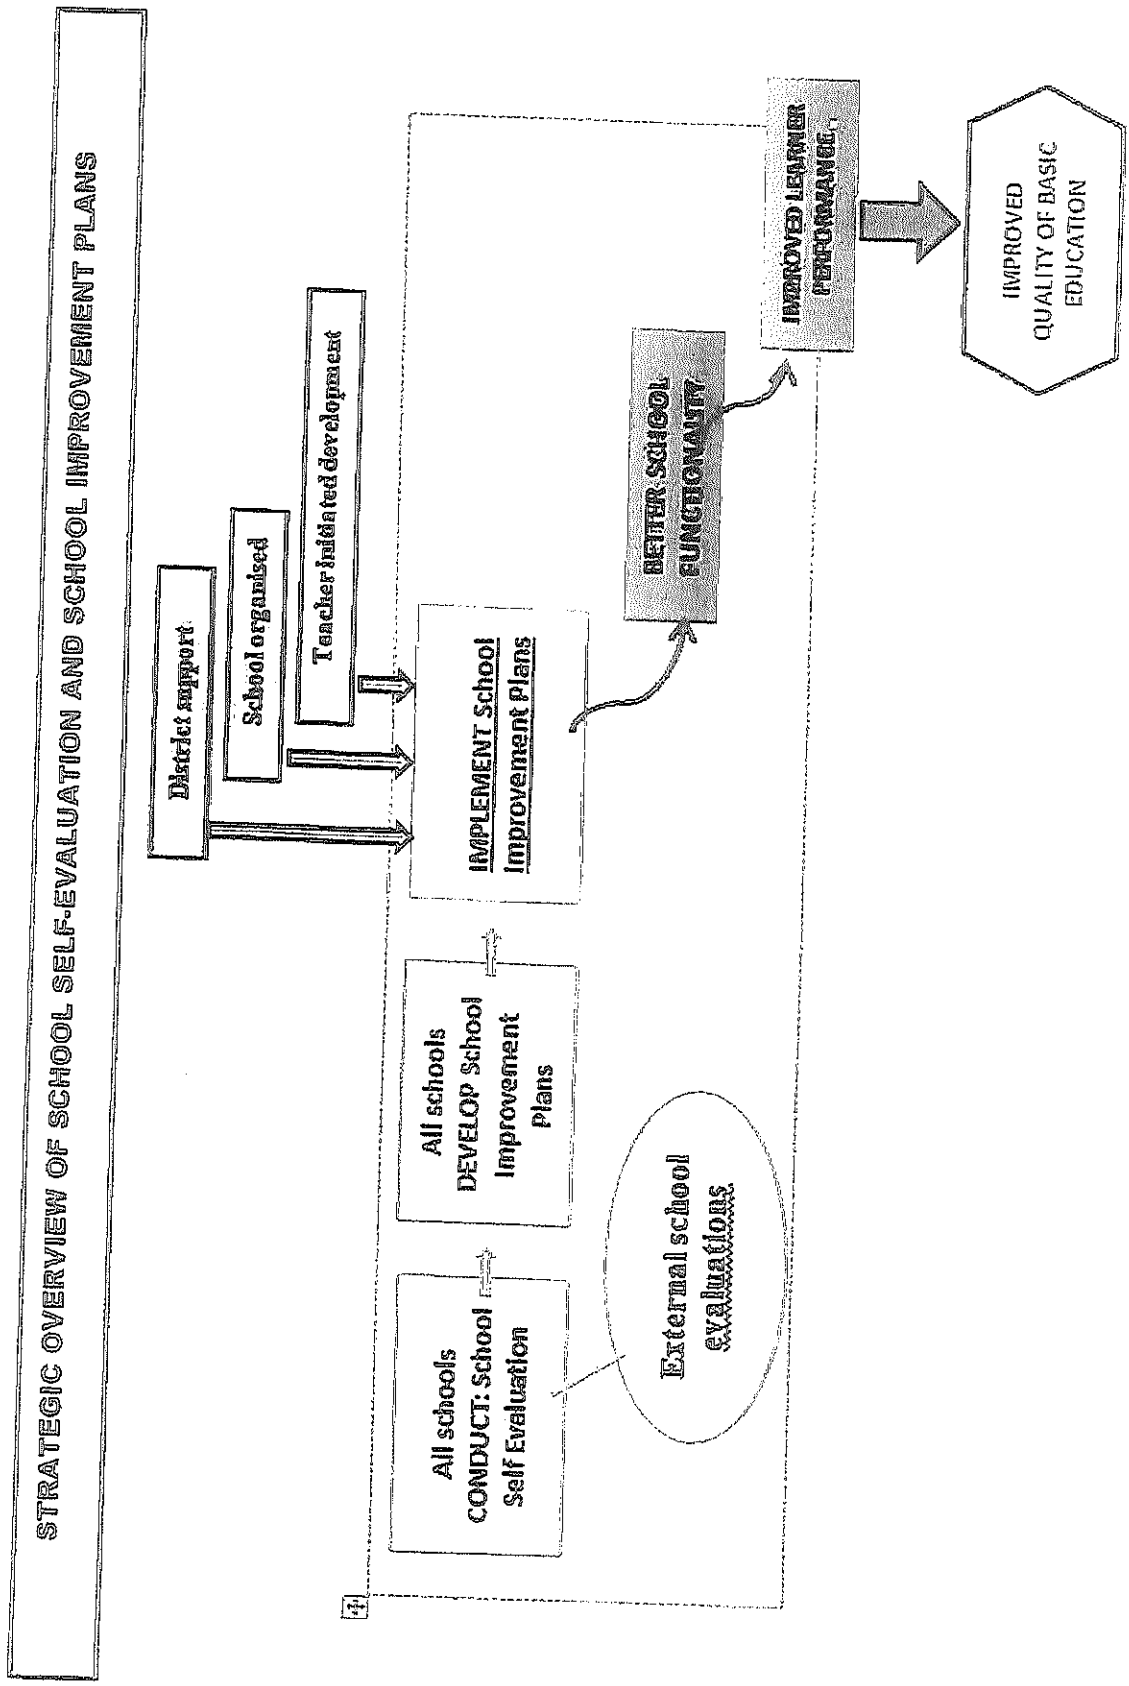 STRATEGIC OVERVIEW OF SCHOOL SELF-EVALUATION AND SCHOOL IMPROVEMENT PLANS
District support
School organised
Teacher initiated development
All schools
CONDUCT: School
Self Evaluation
All schools
DEVELOP School
Improvement
Plans
IMPLEMENT School
Improvement Plans
External school
evaluations
BETTER SCHOOL
FUNCTIONALITY
IMPROVED LEARNER
PERFORMANCE
IMPROVED
QUALITY OF BASIC
EDUCATION